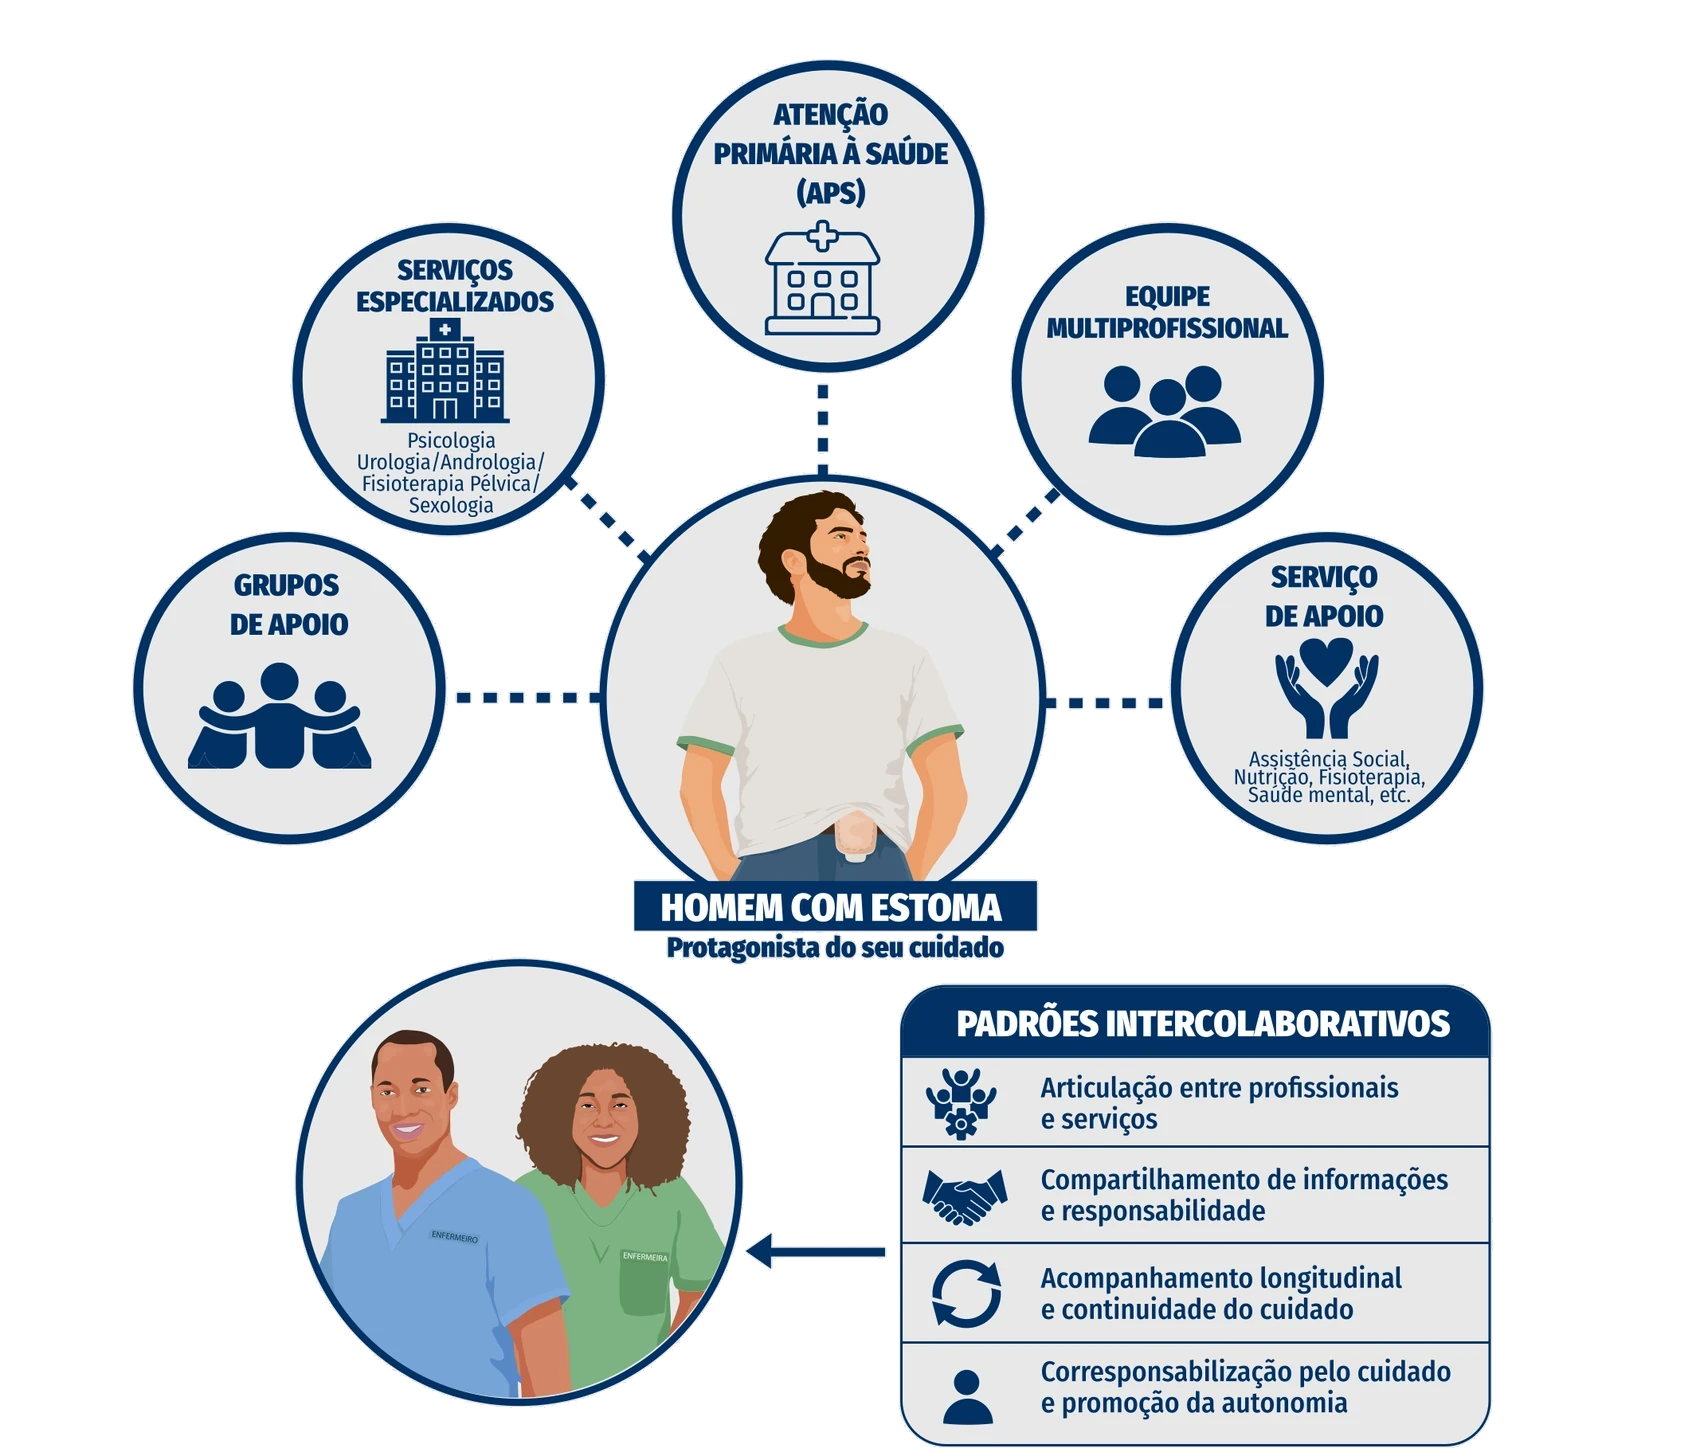 ATENÇÃO
PRIMÁRIA À SAÚDE
(APS)
SERVIÇOS
ESPECIALIZADOS
Psicologia
Urologia/Andrologia/
Fisioterapia Pélvica/
Sexologia
EQUIPE
MULTIPROFISSIONAL
GRUPOS
DE APOIO
SERVIÇO
DE APOIO
Assistência Social,
Nutrição, Fisioterapia,
Saúde mental, etc.
HOMEM COM ESTOMA
Protagonista do seu cuidado
ENFERMEIRO
ENFERMEIRA
PADRÕES INTERCOLABORATIVOS
Articulação entre profissionais
e serviços
Compartilhamento de informações
e responsabilidade
Acompanhamento longitudinal
e continuidade do cuidado
Corresponsabilização pelo cuidado
e promoção da autonomia